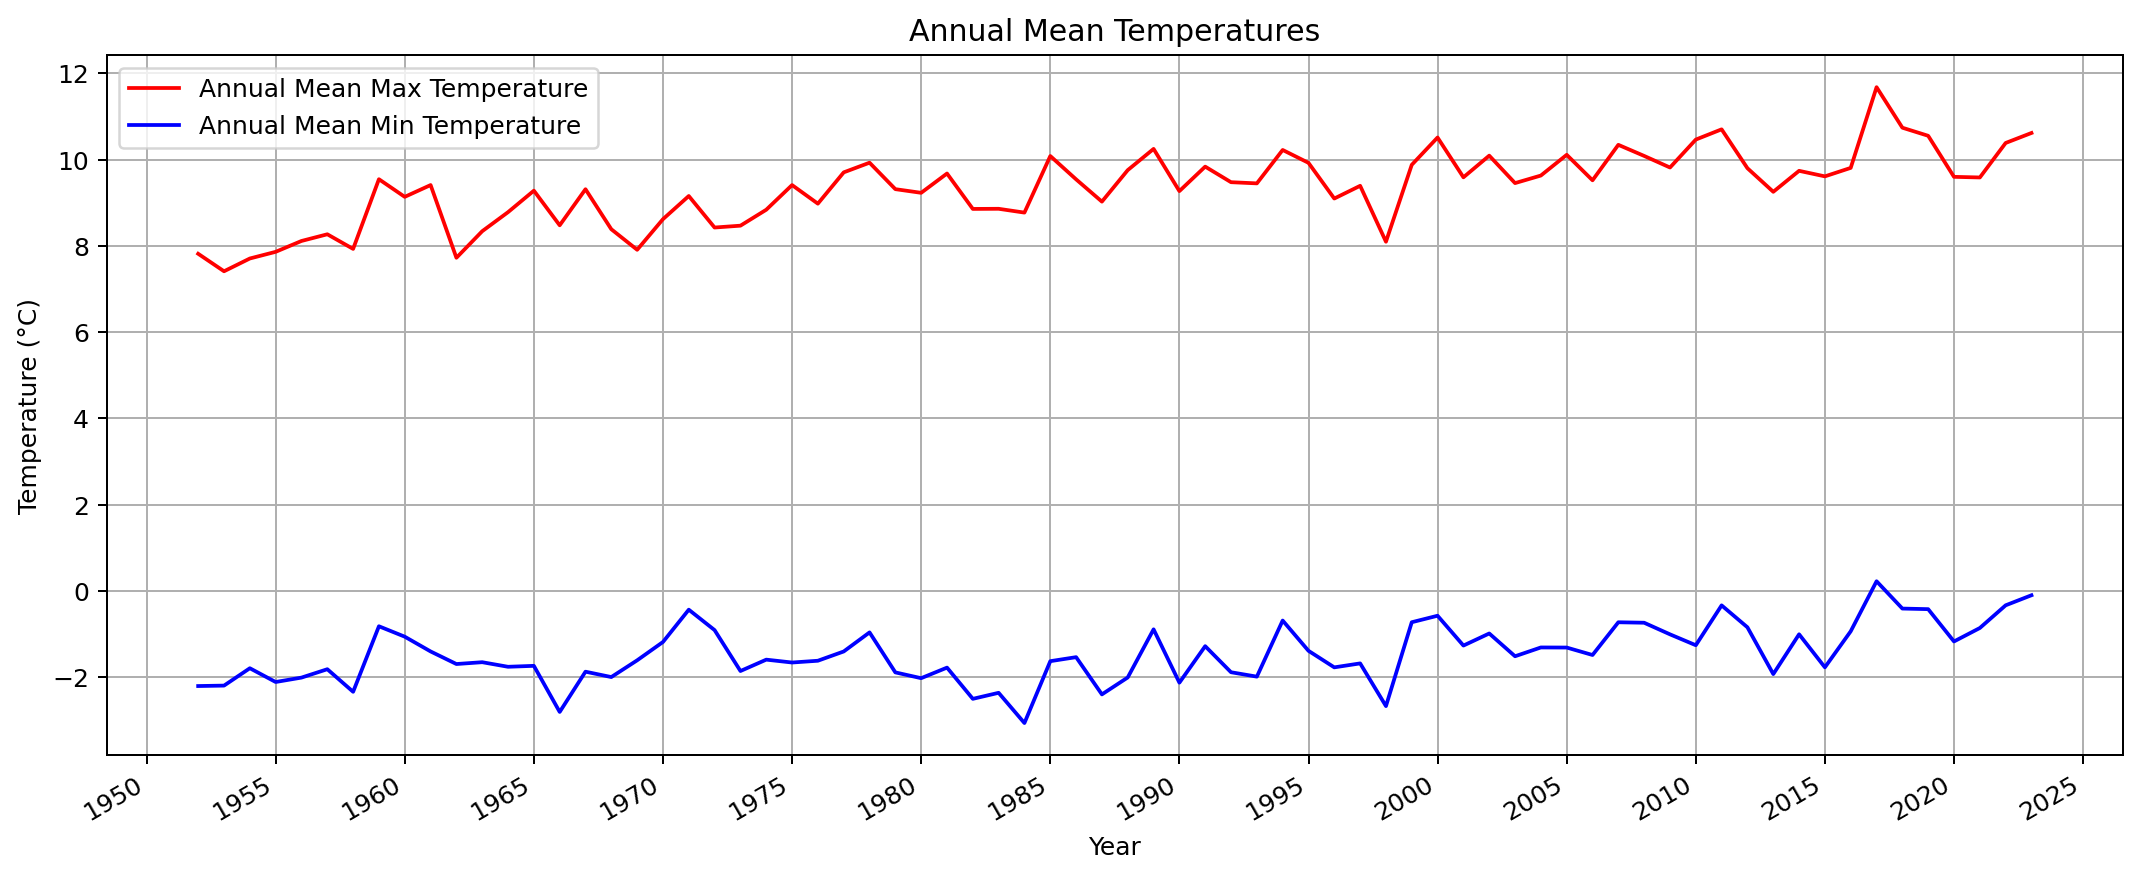 Annual Mean Temperatures
Annual Mean Max Temperature
Annual Mean Min Temperature
12
10
8
6
4
2
0
−2
Temperature (°C)
1950 1955 1960 1965 1970 1975 1980 1985 1990 1995 2000 2005 2010 2015 2020 2025
Year